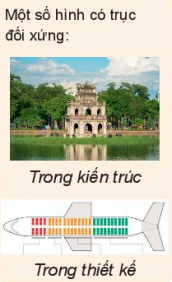 Một số hình có trục
đối xứng:
Trong kiến trúc
Trong thiết kế